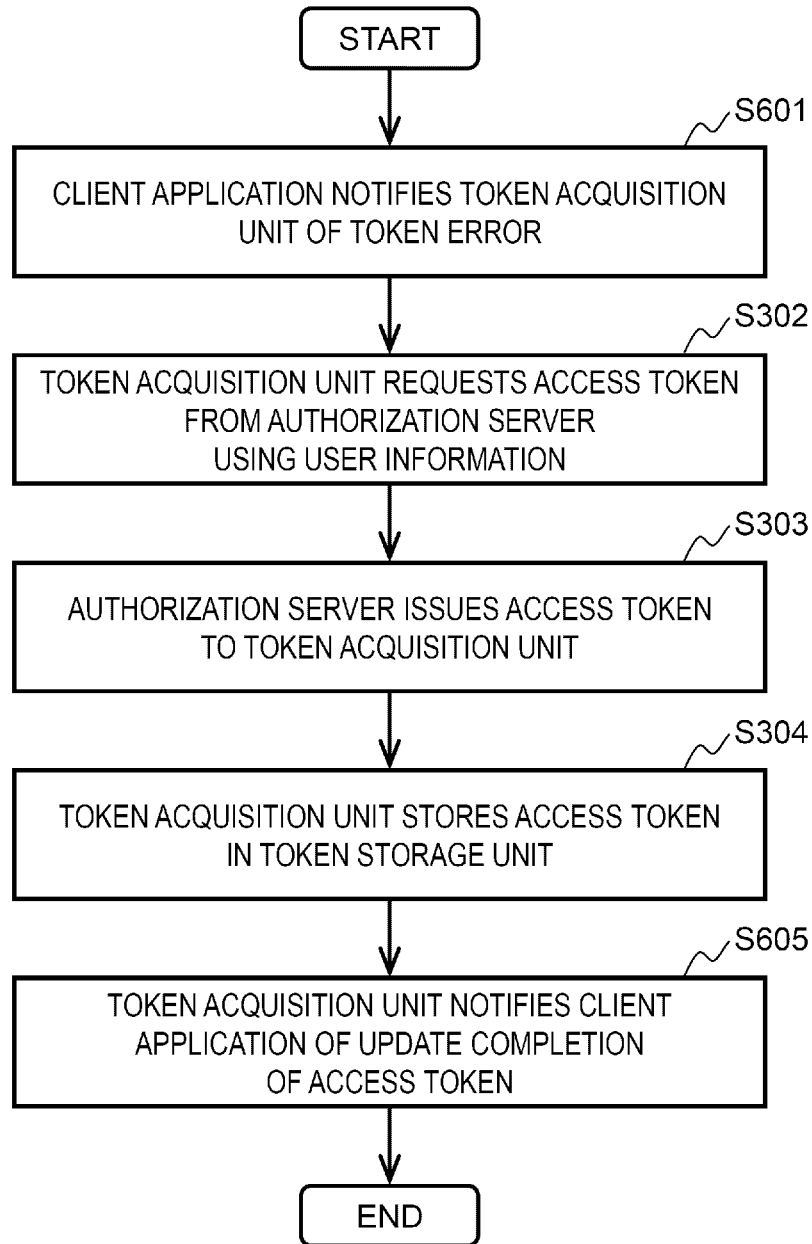 START
S601
CLIENT APPLICATION NOTIFIES TOKEN ACQUISITION
UNIT OF TOKEN ERROR
S302
TOKEN ACQUISITION UNIT REQUESTS ACCESS TOKEN
FROM AUTHORIZATION SERVER
USING USER INFORMATION
S303
AUTHORIZATION SERVER ISSUES ACCESS TOKEN
TO TOKEN ACQUISITION UNIT
S304
TOKEN ACQUISITION UNIT STORES ACCESS TOKEN
IN TOKEN STORAGE UNIT
S605
TOKEN ACQUISITION UNIT NOTIFIES CLIENT
APPLICATION OF UPDATE COMPLETION
OF ACCESS TOKEN
END